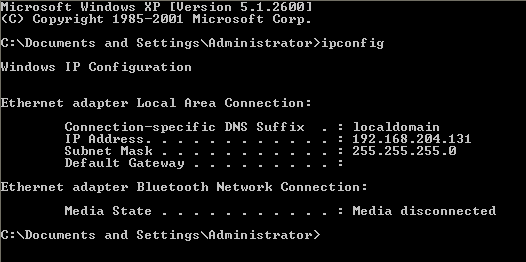 Microsoft Windows XP [Version 5.1.2600]
(C) Copyright 1985-2001 Microsoft Corp.
C:\Documents and Settings\Administrator>ipconfig
Windows IP Configuration
Ethernet adapter Local Area Connection:
Connection-specific DNS Suffix  . : localdomain
IP Address. . . . . . . . . . . . : 192.168.204.131
Subnet Mask . . . . . . . . . . . : 255.255.255.0
Default Gateway . . . . . . . . . :
Ethernet adapter Bluetooth Network Connection:
Media State . . . . . . . . . . . : Media disconnected
C:\Documents and Settings\Administrator>